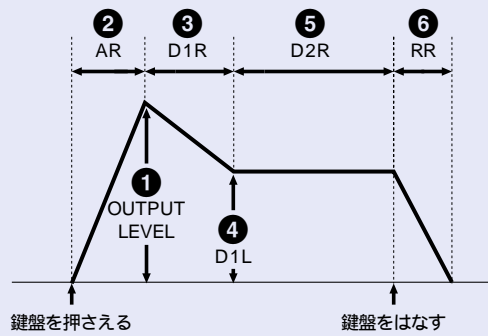 ❷ ❸ ❺ ❻
AR D1R D2R RR
❶
OUTPUT
LEVEL
❹
D1L
鍵盤を押さえる 鍵盤をはなす